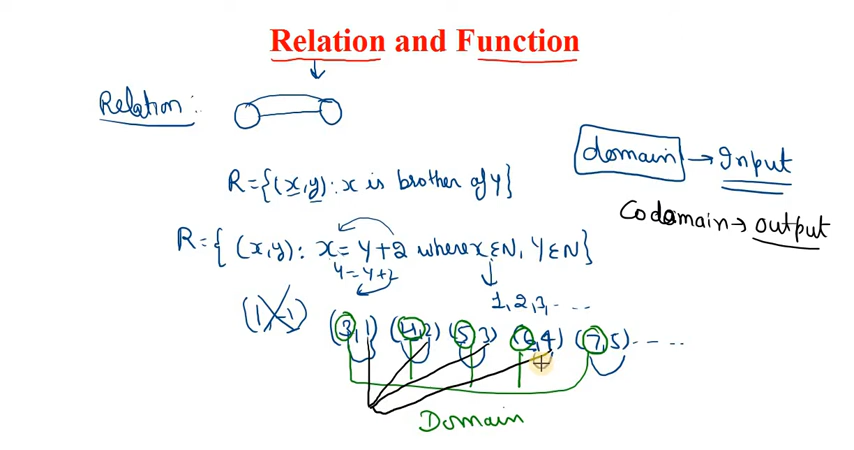 Relation and Function
Relation:
domain → Input
R={(x,y): x is brother of y}
Codomain → output
R={ (x,y): x = y+2 where x∈N, y∈N}
y=y+2
1,2,3, ...
(1,-1) (3,1) (4,2) (5,3) (6,4) (7,5) -- ..
Domain